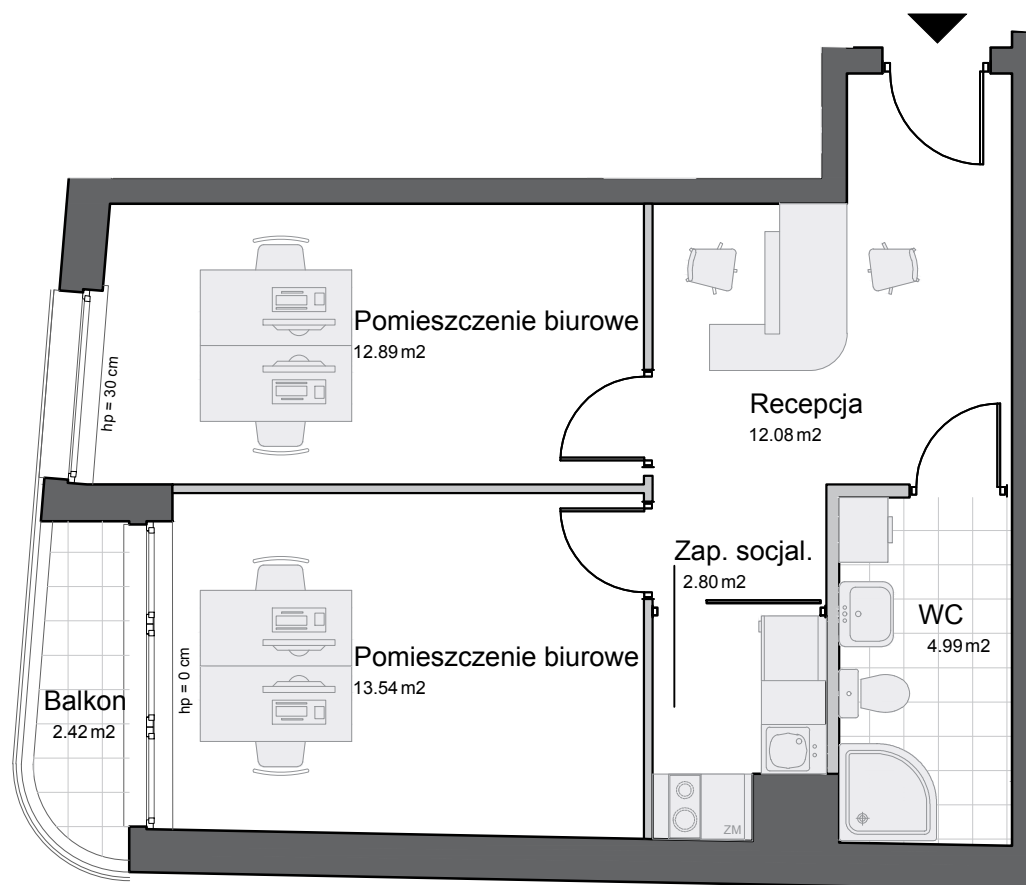 Pomieszczenie biurowe
12.89 m2
hp = 30 cm
Recepcja
12.08 m2
Zap. socjal.
2.80 m2
WC
4.99 m2
Pomieszczenie biurowe
13.54 m2
hp = 0 cm
Balkon
2.42 m2
ZM